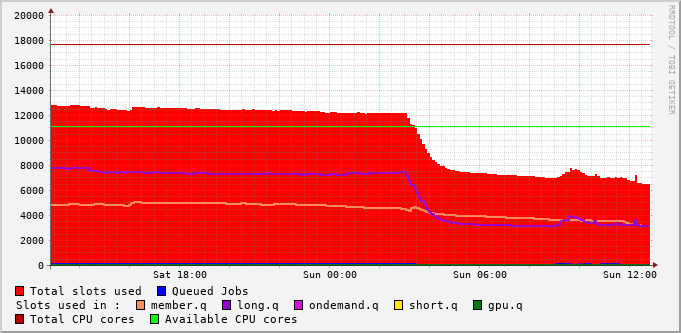 RRDTOOL / TOBI OETIKER
20000
18000
16000
14000
12000
10000
8000
6000
4000
2000
0
Sat 18:00 Sun 00:00 Sun 06:00 Sun 12:00
Total slots used Queued Jobs
Slots used in : member.q long.q ondemand.q short.q gpu.q
Total CPU cores Available CPU cores